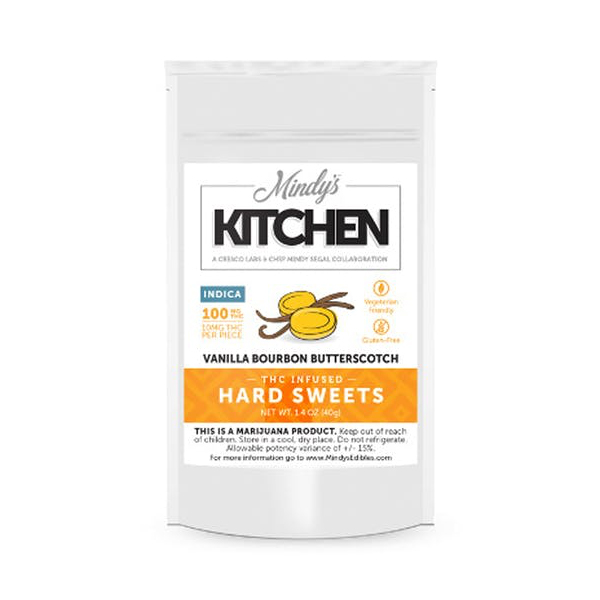 Mindy's
KITCHEN
A CRESCO LABS & CHEF MINDY SEGAL COLLABORATION
INDICA
100 MG THC
10MG THC
PER PIECE
Vegetarian
friendly
Gluten-Free
VANILLA BOURBON BUTTERSCOTCH
THC INFUSED
HARD SWEETS
NET WT. 1.4 OZ (40g)
THIS IS A MARIJUANA PRODUCT. Keep out of reach
of children. Store in a cool, dry place. Do not refrigerate.
Allowable potency variance of +/- 15%.
For more information go to www.MindysEdibles.com